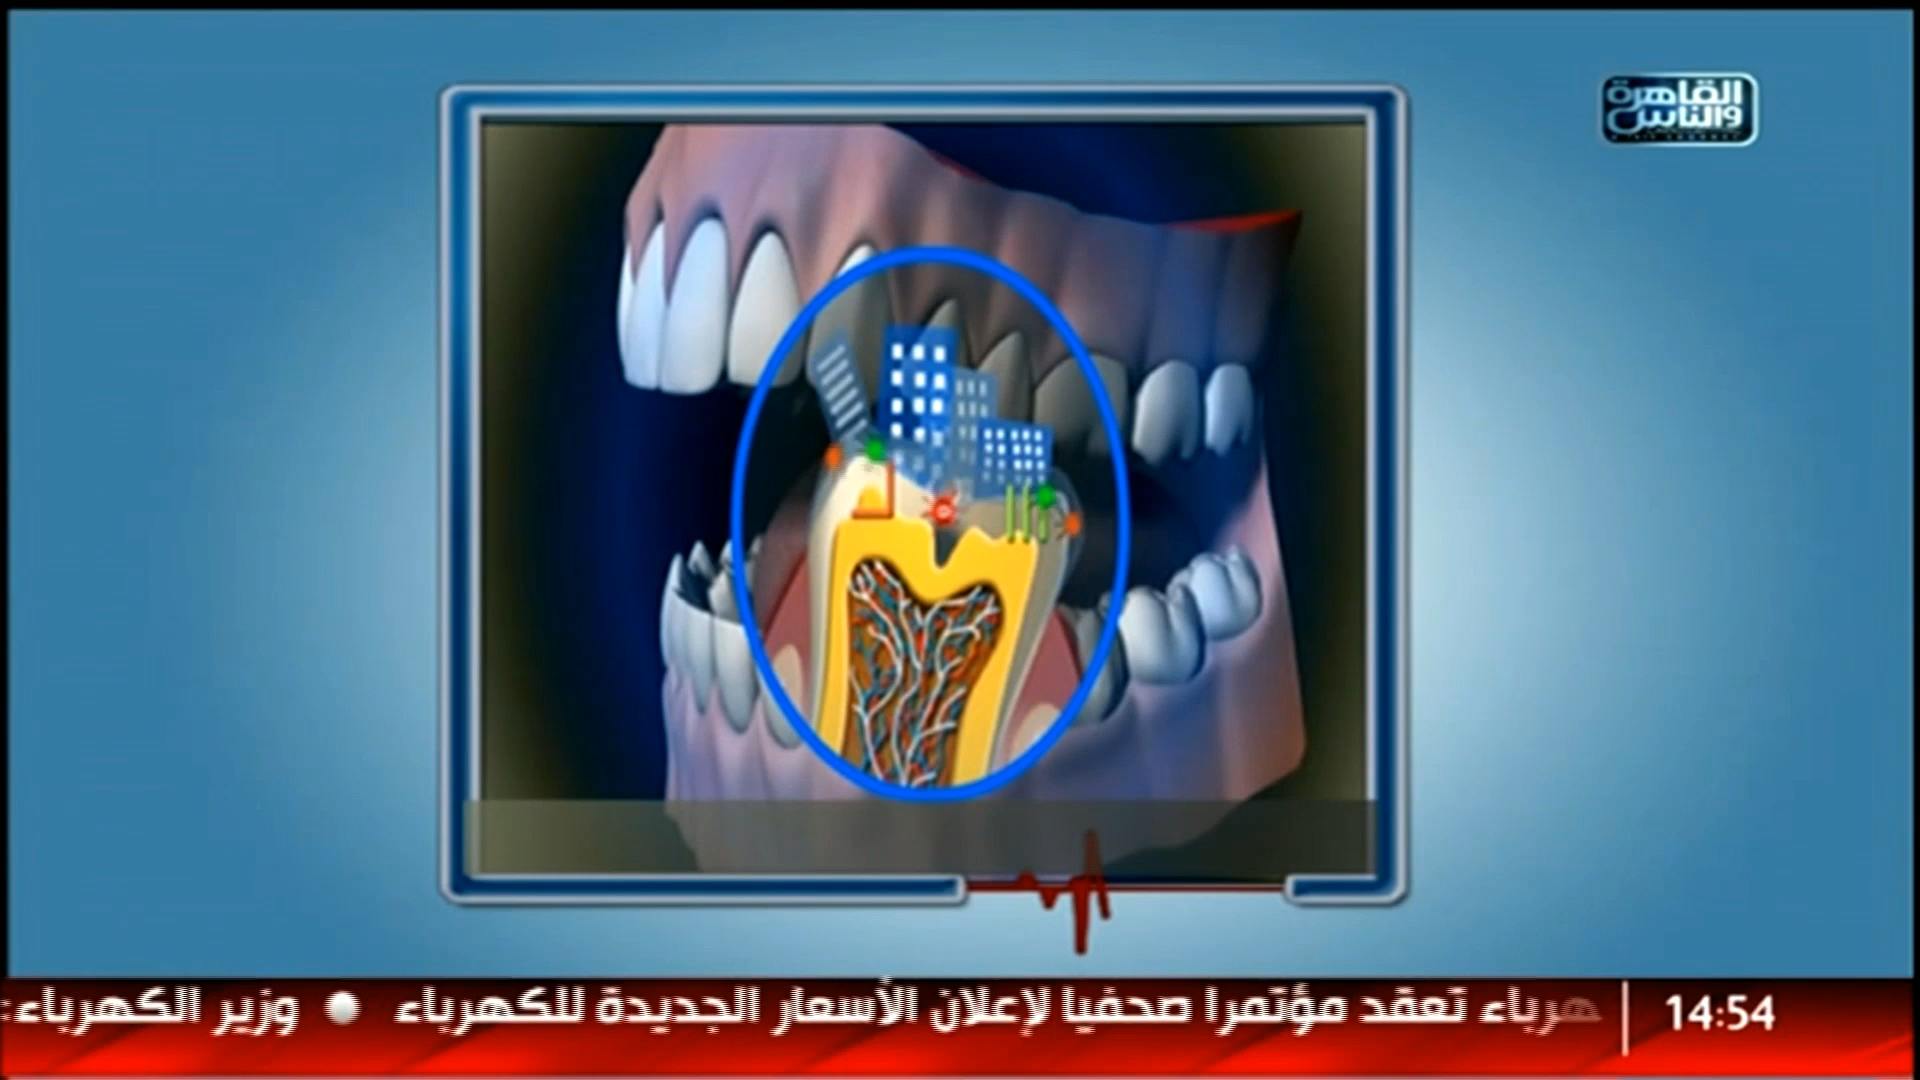 القاهرة
والناس
هرباء تعقد مؤتمرا صحفيا لإعلان الأسعار الجديدة للكهرباء ● وزير الكهرباء:
14:54